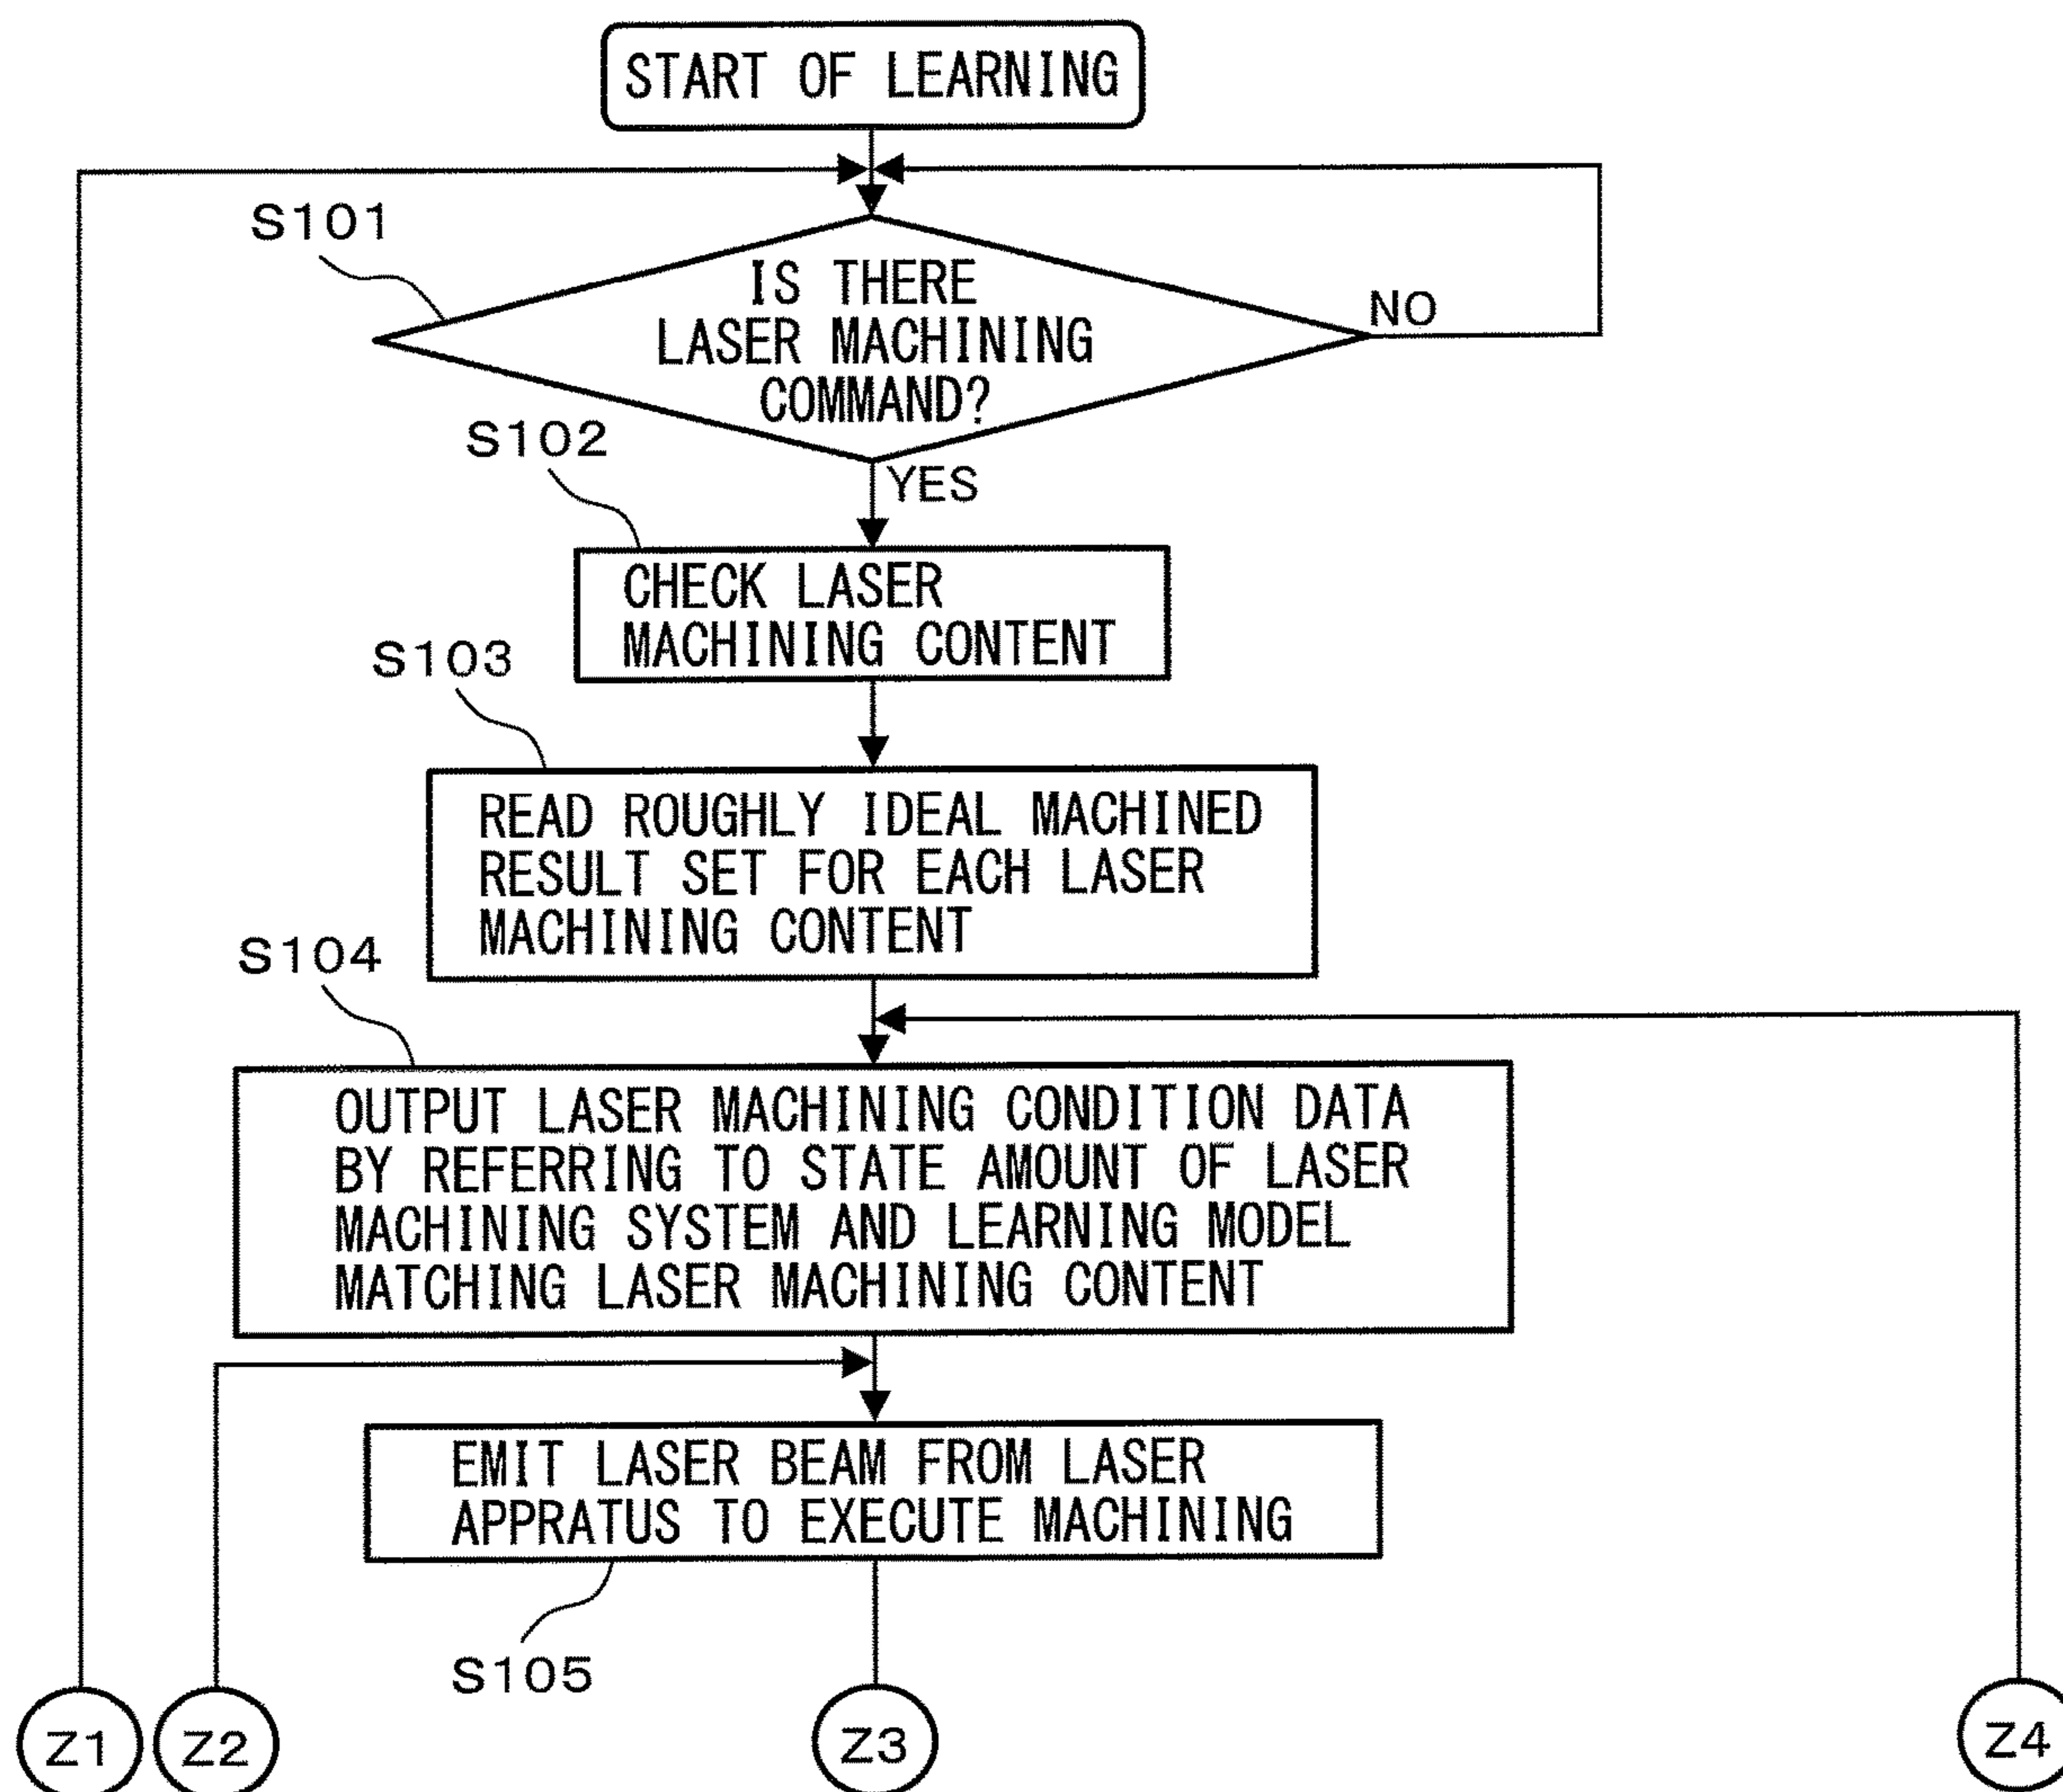 START OF LEARNING
S101
IS THERE
LASER MACHINING
COMMAND?
NO
S102
YES
CHECK LASER
MACHINING CONTENT
S103
READ ROUGHLY IDEAL MACHINED
RESULT SET FOR EACH LASER
MACHINING CONTENT
S104
OUTPUT LASER MACHINING CONDITION DATA
BY REFERRING TO STATE AMOUNT OF LASER
MACHINING SYSTEM AND LEARNING MODEL
MATCHING LASER MACHINING CONTENT
EMIT LASER BEAM FROM LASER
APPRATUS TO EXECUTE MACHINING
S105
Z1
Z2
Z3
Z4